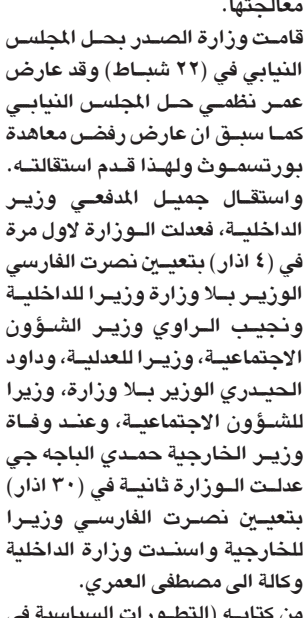 معالجتها.
قامت وزارة الصدر بحل المجلس
النيابي في (٢٢ شباط) وقد عارض
عمر نظمي حل المجلس النيابي
كما سبق ان عارض رفض معاهدة
بورتسموث ولهذا قدم استقالته.
واستقال جميل المدفعي وزير
الداخلية، فعدلت الوزارة لاول مرة
في (٤ اذار) بتعيين نصرت الفارسي
الوزير بلا وزارة وزيرا للداخلية
ونجيب الراوي وزير الشؤون
الاجتماعية، وزيرا للعدلية، وداود
الحيدري الوزير بلا وزارة، وزيرا
للشؤون الاجتماعية، وعند وفاة
وزير الخارجية حمدي الباجه جي
عدلت الوزارة ثانية في (٣٠ اذار)
بتعيين نصرت الفارسي وزيرا
للخارجية واسندت وزارة الداخلية
وكالة الى مصطفى العمري.
من كتابه (التطورات السياسية في